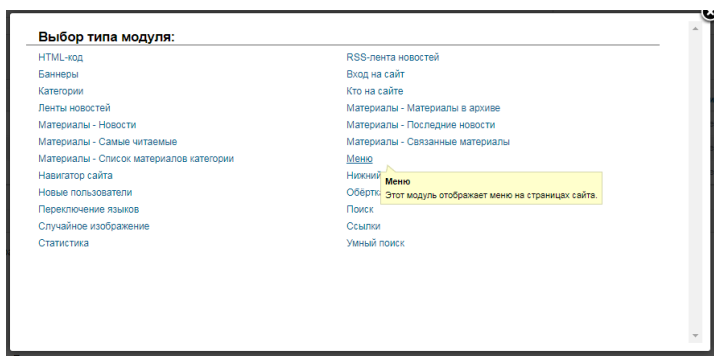 Выбор типа модуля:
HTML-код
Баннеры
Категории
Ленты новостей
Материалы - Новости
Материалы - Самые читаемые
Материалы - Список материалов категории
Навигатор сайта
Новые пользователи
Переключение языков
Случайное изображение
Статистика
RSS-лента новостей
Вход на сайт
Кто на сайте
Материалы - Материалы в архиве
Материалы - Последние новости
Материалы - Связанные материалы
Меню
Нижний
Меню
Этот модуль отображает меню на страницах сайта.
Поиск
Ссылки
Умный поиск